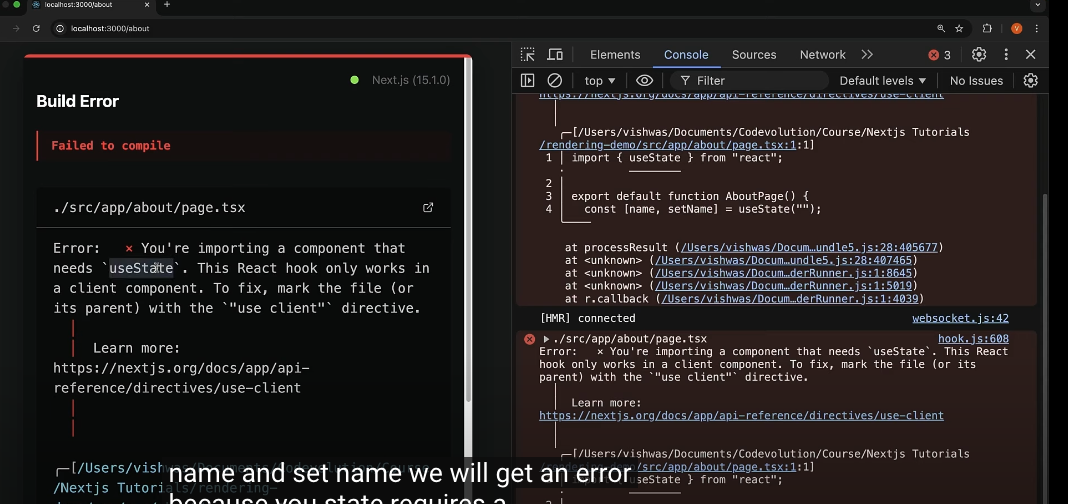 localhost:3000/about
localhost:3000/about
V
Next.js (15.1.0)
Build Error
Failed to compile
./src/app/about/page.tsx
Error: × You're importing a component that
needs `useState`. This React hook only works in
a client component. To fix, mark the file (or
its parent) with the `"use client"` directive.
Learn more:
https://nextjs.org/docs/app/api-
reference/directives/use-client
╭─[/Users/vishwas/Documents/Codevolution/Course
/Nextjs Tutorials/rendering-
Elements
Console
Sources
Network
3
top
Filter
Default levels
No Issues
https://nextjs.org/docs/app/api-reference/directives/use-client
╭─[/Users/vishwas/Documents/Codevolution/Course/Nextjs Tutorials
/rendering-demo/src/app/about/page.tsx:1:1]
1 │ import { useState } from "react";
2 │
3 │ export default function AboutPage() {
4 │ const [name, setName] = useState("");
at processResult (/Users/vishwas/Docum…undle5.js:28:405677)
at <unknown> (/Users/vishwas/Docum…undle5.js:28:407465)
at <unknown> (/Users/vishwas/Docum…derRunner.js:1:8645)
at <unknown> (/Users/vishwas/Docum…derRunner.js:1:5019)
at r.callback (/Users/vishwas/Docum…derRunner.js:1:4039)
[HMR] connected websocket.js:42
./src/app/about/page.tsx hook.js:608
Error: × You're importing a component that needs `useState`. This React
hook only works in a client component. To fix, mark the file (or its
parent) with the `"use client"` directive.
Learn more:
https://nextjs.org/docs/app/api-reference/directives/use-client
╭─[/Users/vishwas/Documents/Codevolution/Course/Nextjs Tutorials
/src/app/about/page.tsx:1:1]
useState } from "react";
2
name and set name we will get an error
because you state requires a